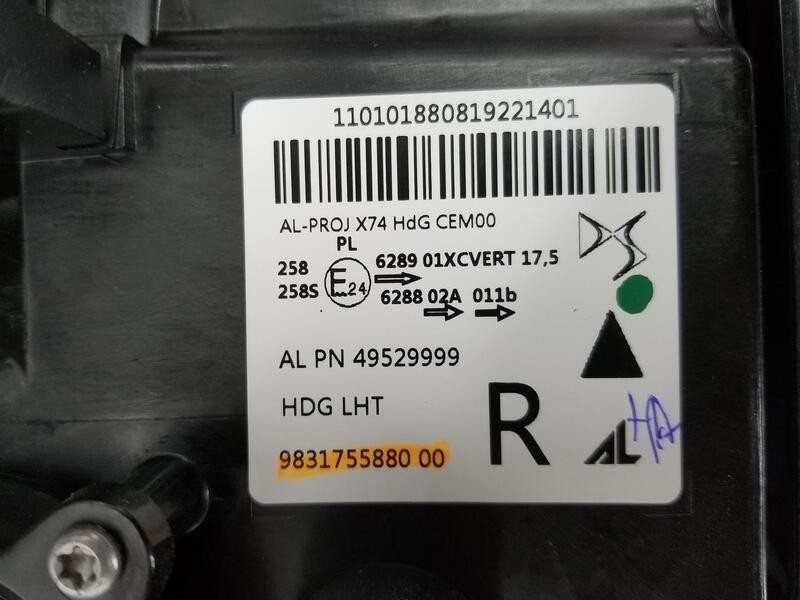 110101880819221401
AL-PROJ X74 HdG CEM00
PL
258
258S
E24
6289 01XCVERT 17,5
6288 02A 011b
AL PN 49529999
HDG LHT
9831755880 00
R
DS
AL